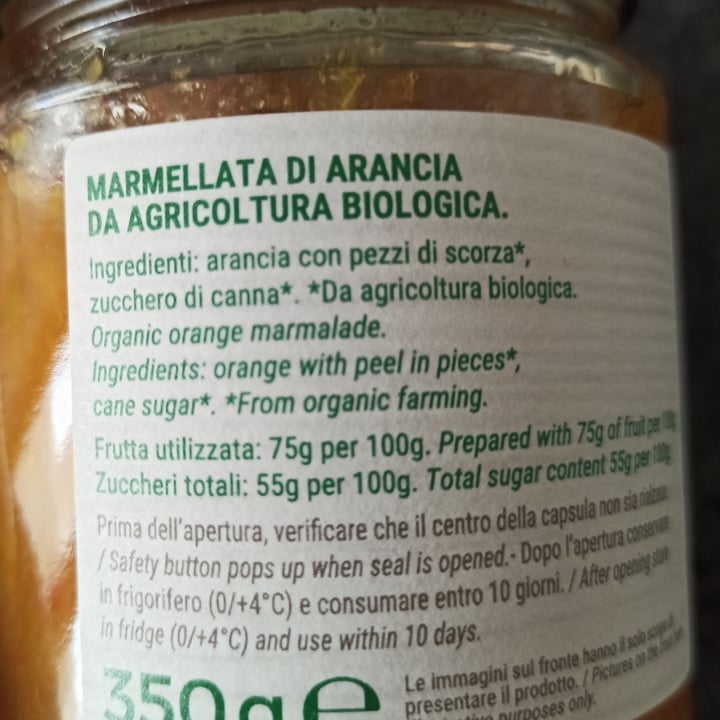 MARMELLATA DI ARANCIA
DA AGRICOLTURA BIOLOGICA.
Ingredienti: arancia con pezzi di scorza*,
zucchero di canna*. *Da agricoltura biologica.
Organic orange marmalade.
Ingredients: orange with peel in pieces*,
cane sugar*. *From organic farming.
Frutta utilizzata: 75g per 100g. Prepared with 75g of fruit per 100g.
Zuccheri totali: 55g per 100g. Total sugar content 55g per 100g.
Prima dell'apertura, verificare che il centro della capsula non sia rialzato.
/ Safety button pops up when seal is opened.- Dopo l'apertura conservare
in frigorifero (0/+4°C) e consumare entro 10 giorni. / After opening store
in fridge (0/+4°C) and use within 10 days.
350g e
Le immagini sul fronte hanno il solo scopo di
presentare il prodotto. / Pictures on the
purposes only.